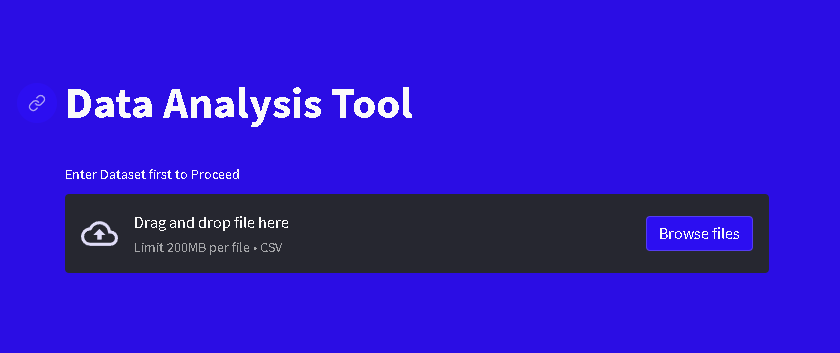 Data Analysis Tool
Enter Dataset first to Proceed
Drag and drop file here
Limit 200MB per file • CSV
Browse files